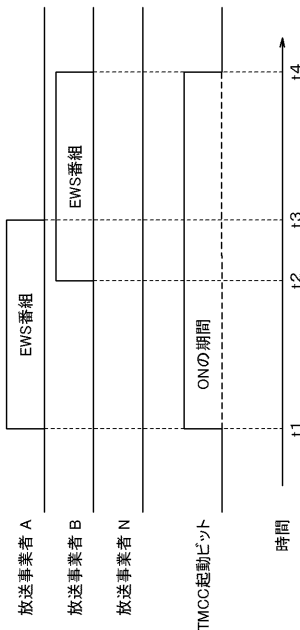 放送事業者 A
EWS番組
放送事業者 B
EWS番組
放送事業者 N
TMCC起動ビット
ONの期間
t1
t2
t3
t4
時間